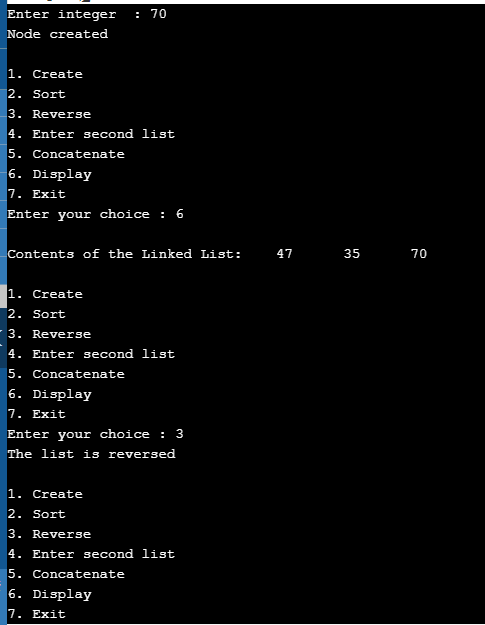 Enter integer  : 70
Node created
1. Create
2. Sort
3. Reverse
4. Enter second list
5. Concatenate
6. Display
7. Exit
Enter your choice : 6
Contents of the Linked List:    47      35      70
1. Create
2. Sort
3. Reverse
4. Enter second list
5. Concatenate
6. Display
7. Exit
Enter your choice : 3
The list is reversed
1. Create
2. Sort
3. Reverse
4. Enter second list
5. Concatenate
6. Display
7. Exit